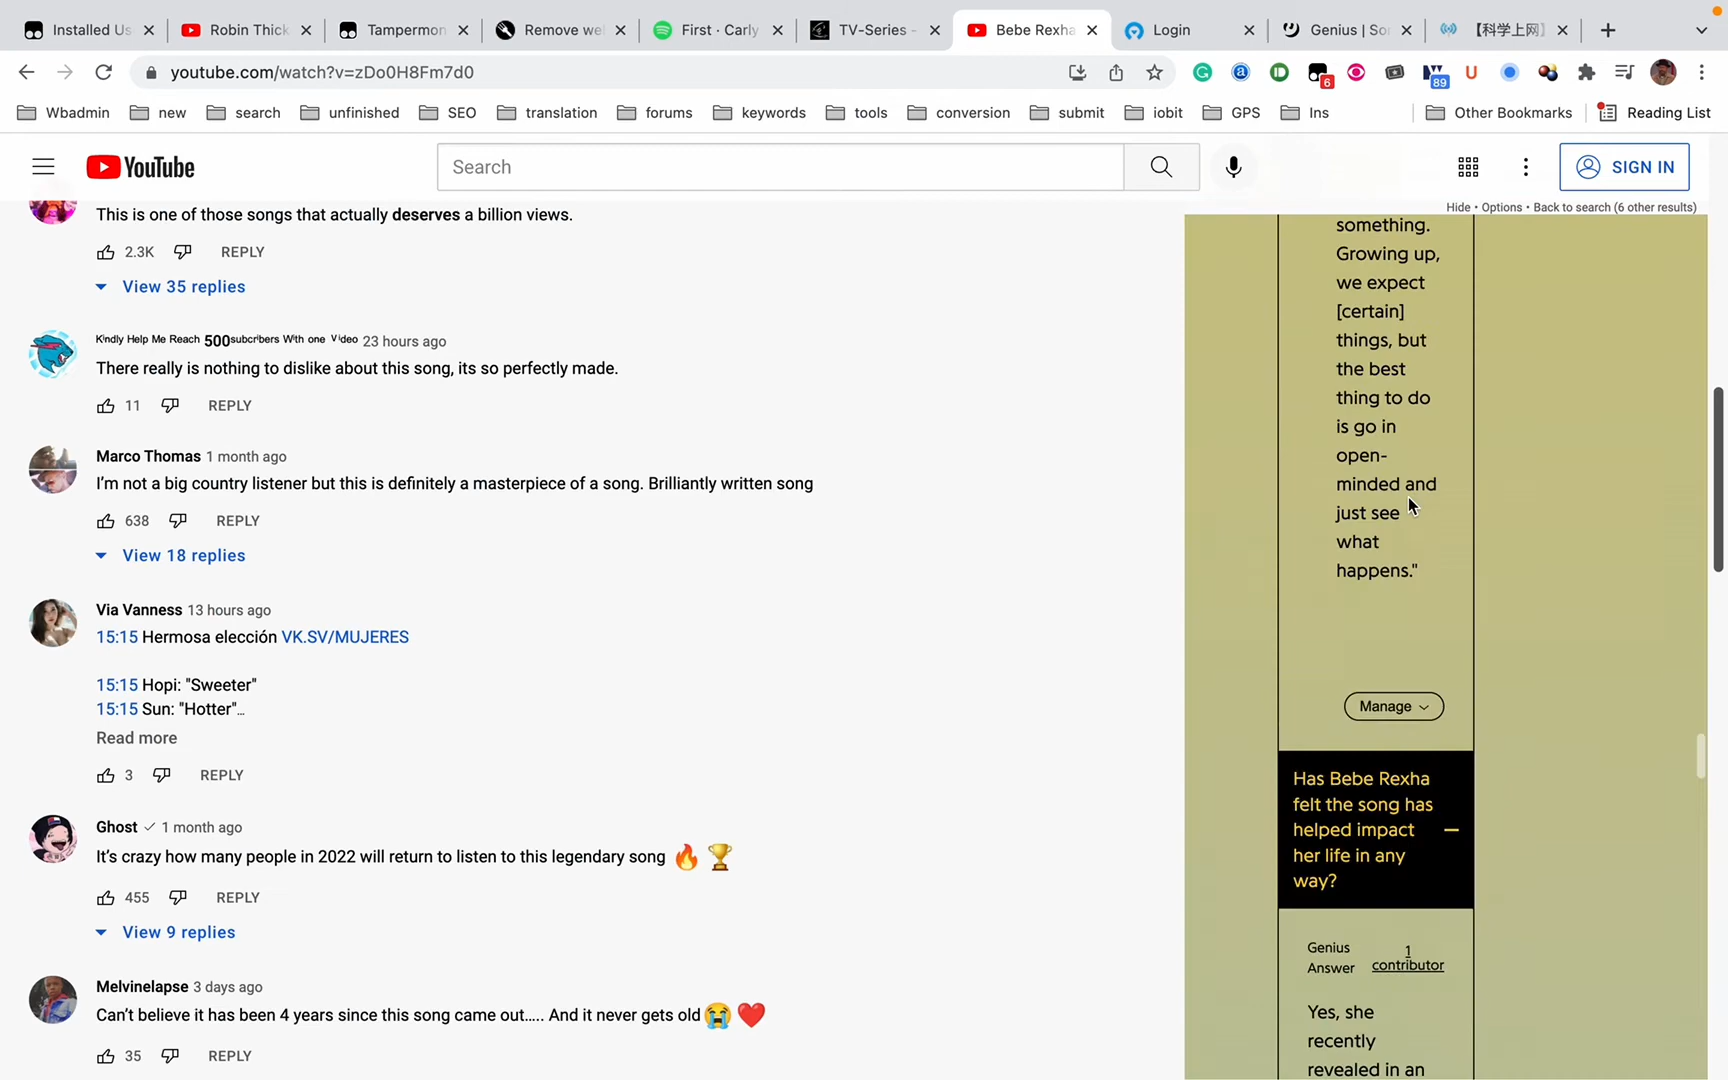 Installed Us
Robin Thick
Tampermon
Remove we
First · Carly
TV-Series -
Bebe Rexha
Login
Genius | So
【科学上网】
youtube.com/watch?v=zDo0H8Fm7d0
6
89
Wbadmin
new
search
unfinished
SEO
translation
forums
keywords
tools
conversion
submit
iobit
GPS
Ins
Other Bookmarks
Reading List
YouTube
Search
SIGN IN
Hide • Options • Back to search (6 other results)
This is one of those songs that actually deserves a billion views.
2.3K REPLY
View 35 replies
Kindly Help Me Reach 500subcribers With one Video 23 hours ago
There really is nothing to dislike about this song, its so perfectly made.
11 REPLY
Marco Thomas 1 month ago
I'm not a big country listener but this is definitely a masterpiece of a song. Brilliantly written song
638 REPLY
View 18 replies
Via Vanness 13 hours ago
15:15 Hermosa elección VK.SV/MUJERES
15:15 Hopi: "Sweeter"
15:15 Sun: "Hotter"…
Read more
3 REPLY
Ghost 1 month ago
It's crazy how many people in 2022 will return to listen to this legendary song 🔥 🏆
455 REPLY
View 9 replies
Melvinelapse 3 days ago
Can't believe it has been 4 years since this song came out..... And it never gets old😭❤️
35 REPLY
something.
Growing up,
we expect
[certain]
things, but
the best
thing to do
is go in
open-
minded and
just see
what
happens."
Manage
Has Bebe Rexha
felt the song has
helped impact
her life in any
way?
Genius
Answer
1
contributor
Yes, she
recently
revealed in an